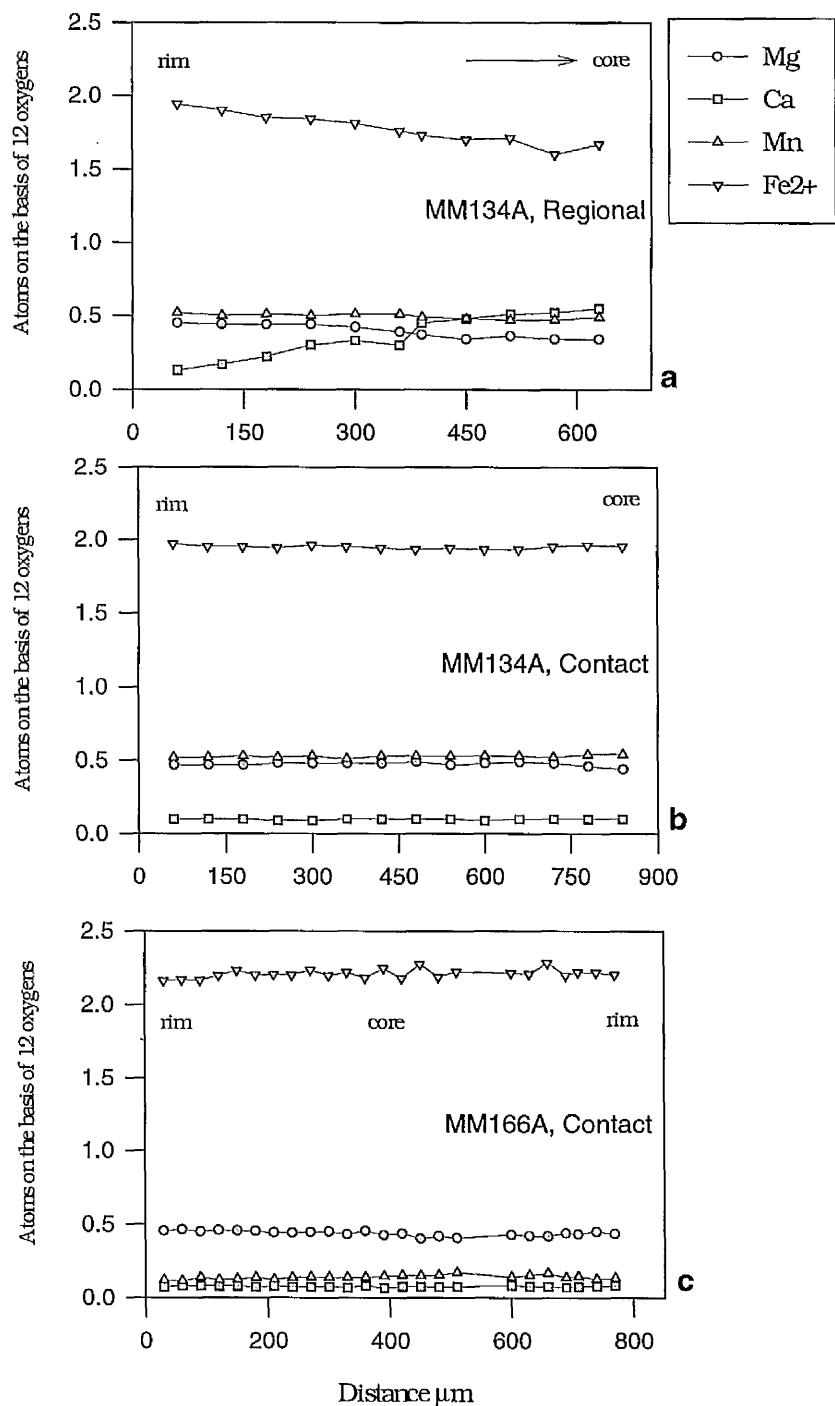 2.5
2.0
1.5
1.0
0.5
0.0
Atoms on the basis of 12 oxygens
rim
core
MM134A, Regional
a
0 150 300 450 600
Mg
Ca
Mn
Fe2+
2.5
2.0
1.5
1.0
0.5
0.0
Atoms on the basis of 12 oxygens
rim
core
MM134A, Contact
b
0 150 300 450 600 750 900
2.5
2.0
1.5
1.0
0.5
0.0
Atoms on the basis of 12 oxygens
rim
core
rim
MM166A, Contact
c
0 200 400 600 800
Distance μm